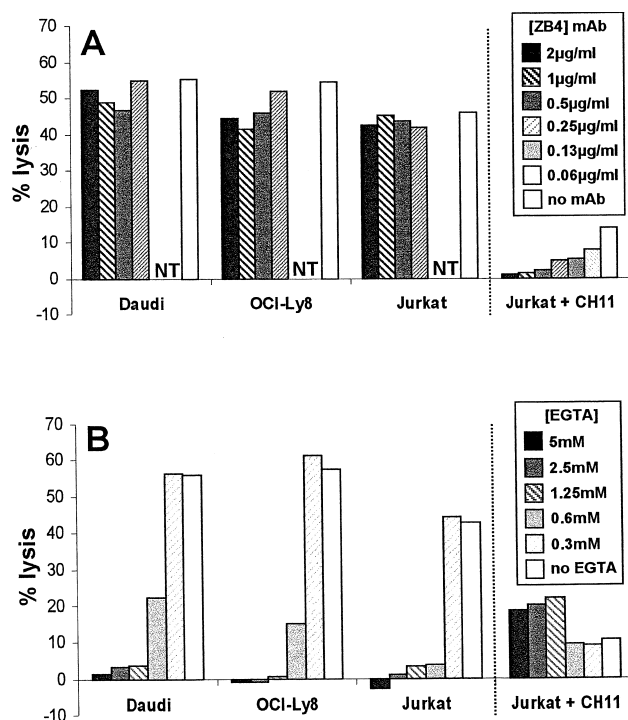 A
70
60
50
40
30
20
10
0
-10
% lysis
NT NT NT
Daudi OCI-Ly8 Jurkat Jurkat + CH11
[ZB4] mAb
2µg/ml
1µg/ml
0.5µg/ml
0.25µg/ml
0.13µg/ml
0.06µg/ml
no mAb
B
70
60
50
40
30
20
10
0
-10
% lysis
Daudi OCI-Ly8 Jurkat Jurkat + CH11
[EGTA]
5mM
2.5mM
1.25mM
0.6mM
0.3mM
no EGTA